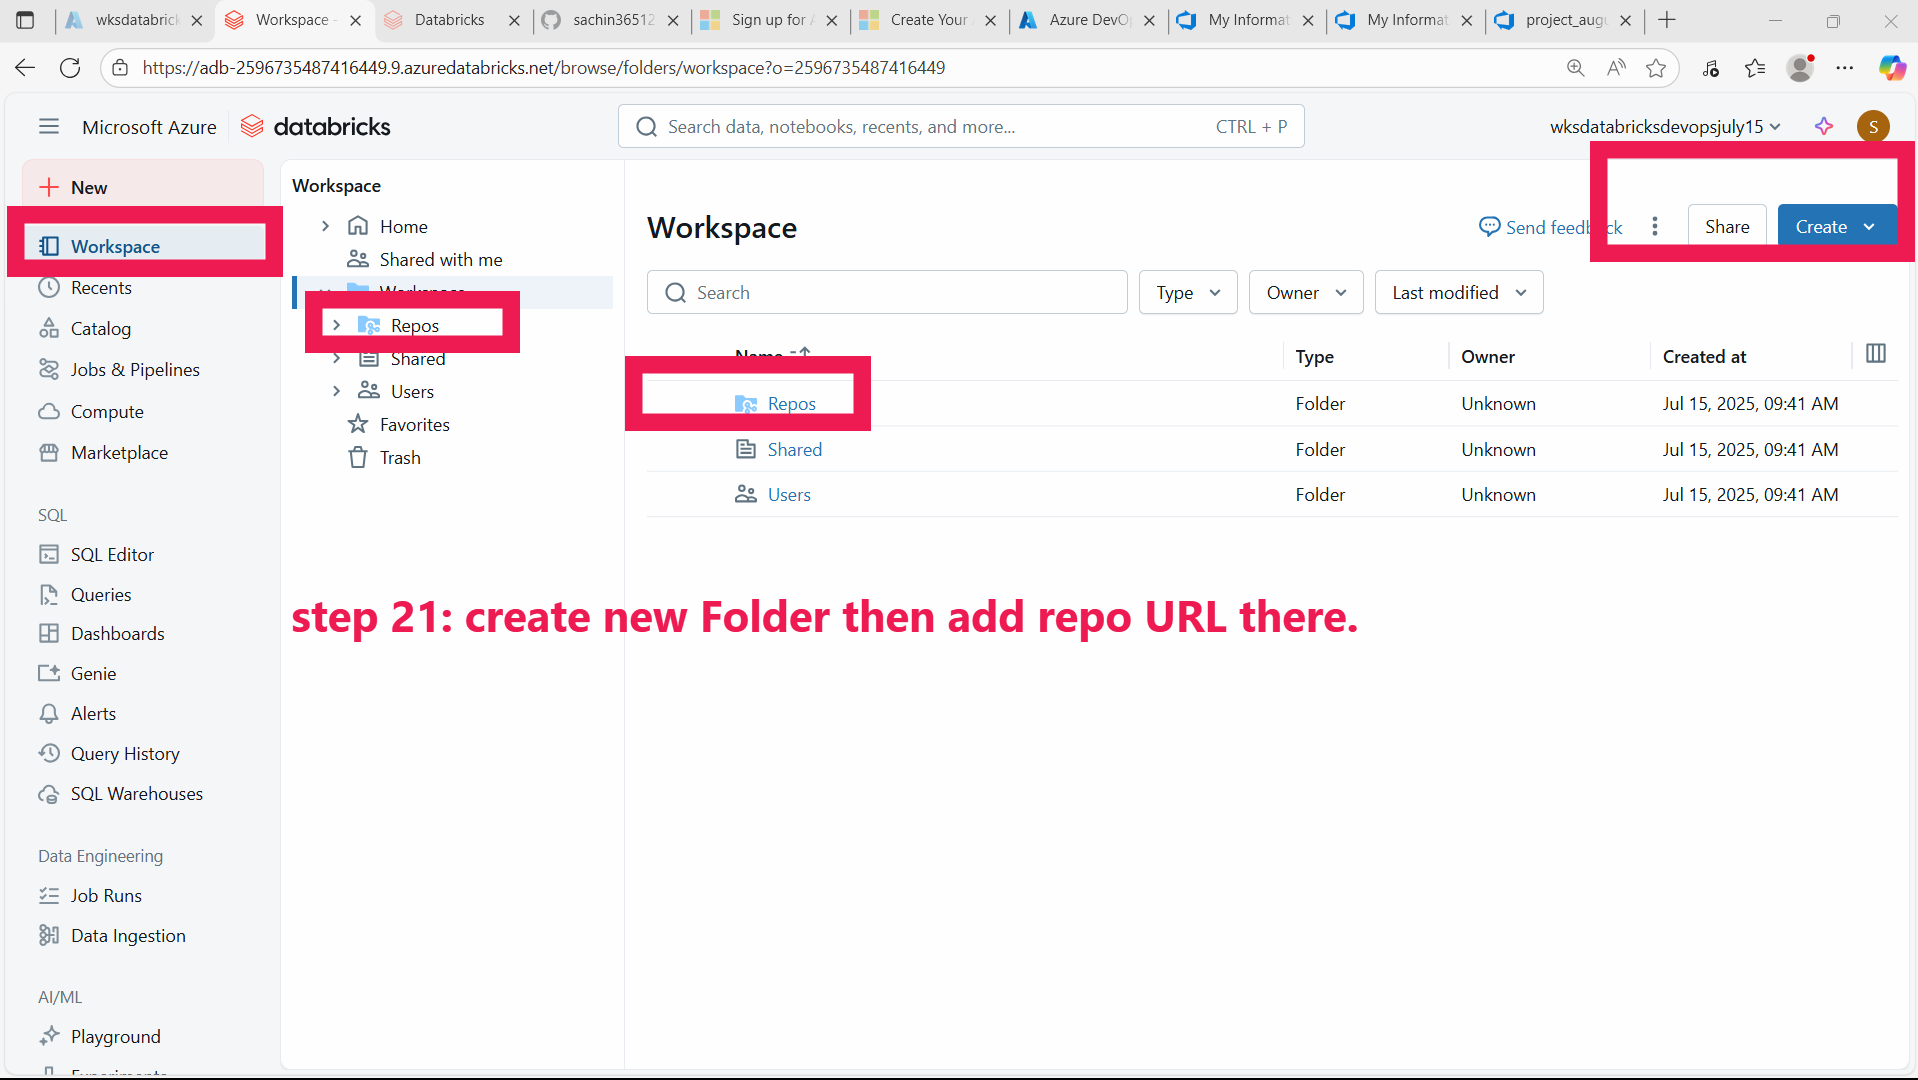 wksdatabrick
Workspace -
Databricks
sachin36512
Sign up for A
Create Your A
Azure DevO
My Informat
My Informat
project_augu
https://adb-2596735487416449.9.azuredatabricks.net/browse/folders/workspace?o=2596735487416449
Microsoft Azure
databricks
Search data, notebooks, recents, and more...
CTRL + P
wksdatabricksdevopsjuly15
S
New
Workspace
Recents
Catalog
Jobs & Pipelines
Compute
Marketplace
SQL
SQL Editor
Queries
Dashboards
Genie
Alerts
Query History
SQL Warehouses
Data Engineering
Job Runs
Data Ingestion
AI/ML
Playground
Experiments
Workspace
Home
Shared with me
Workspace
Repos
Shared
Users
Favorites
Trash
Workspace
Send feedback
Share
Create
Search
Type
Owner
Last modified
Name
Type
Owner
Created at
Repos
Folder
Unknown
Jul 15, 2025, 09:41 AM
Shared
Folder
Unknown
Jul 15, 2025, 09:41 AM
Users
Folder
Unknown
Jul 15, 2025, 09:41 AM
step 21: create new Folder then add repo URL there.